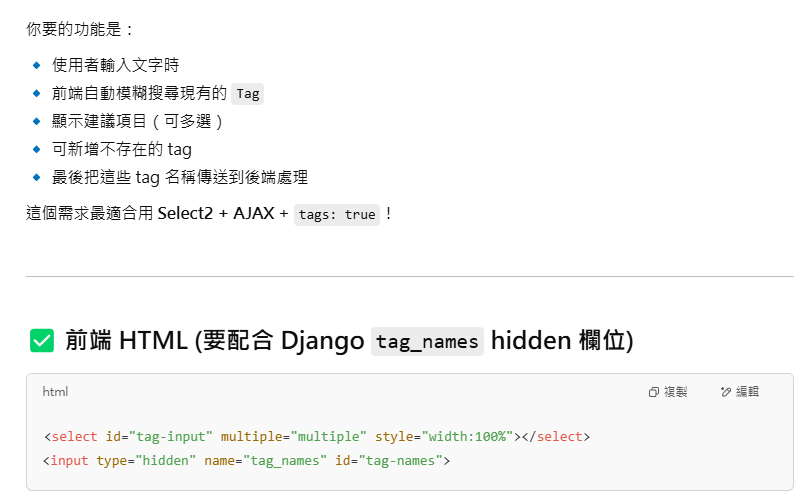 你要的功能是：
使用者輸入文字時
前端自動模糊搜尋現有的 Tag
顯示建議項目（可多選）
可新增不存在的 tag
最後把這些 tag 名稱傳送到後端處理
這個需求最適合用 Select2 + AJAX + tags: true！
前端 HTML (要配合 Django tag_names hidden 欄位)
html 複製 編輯
<select id="tag-input" multiple="multiple" style="width:100%"></select>
<input type="hidden" name="tag_names" id="tag-names">